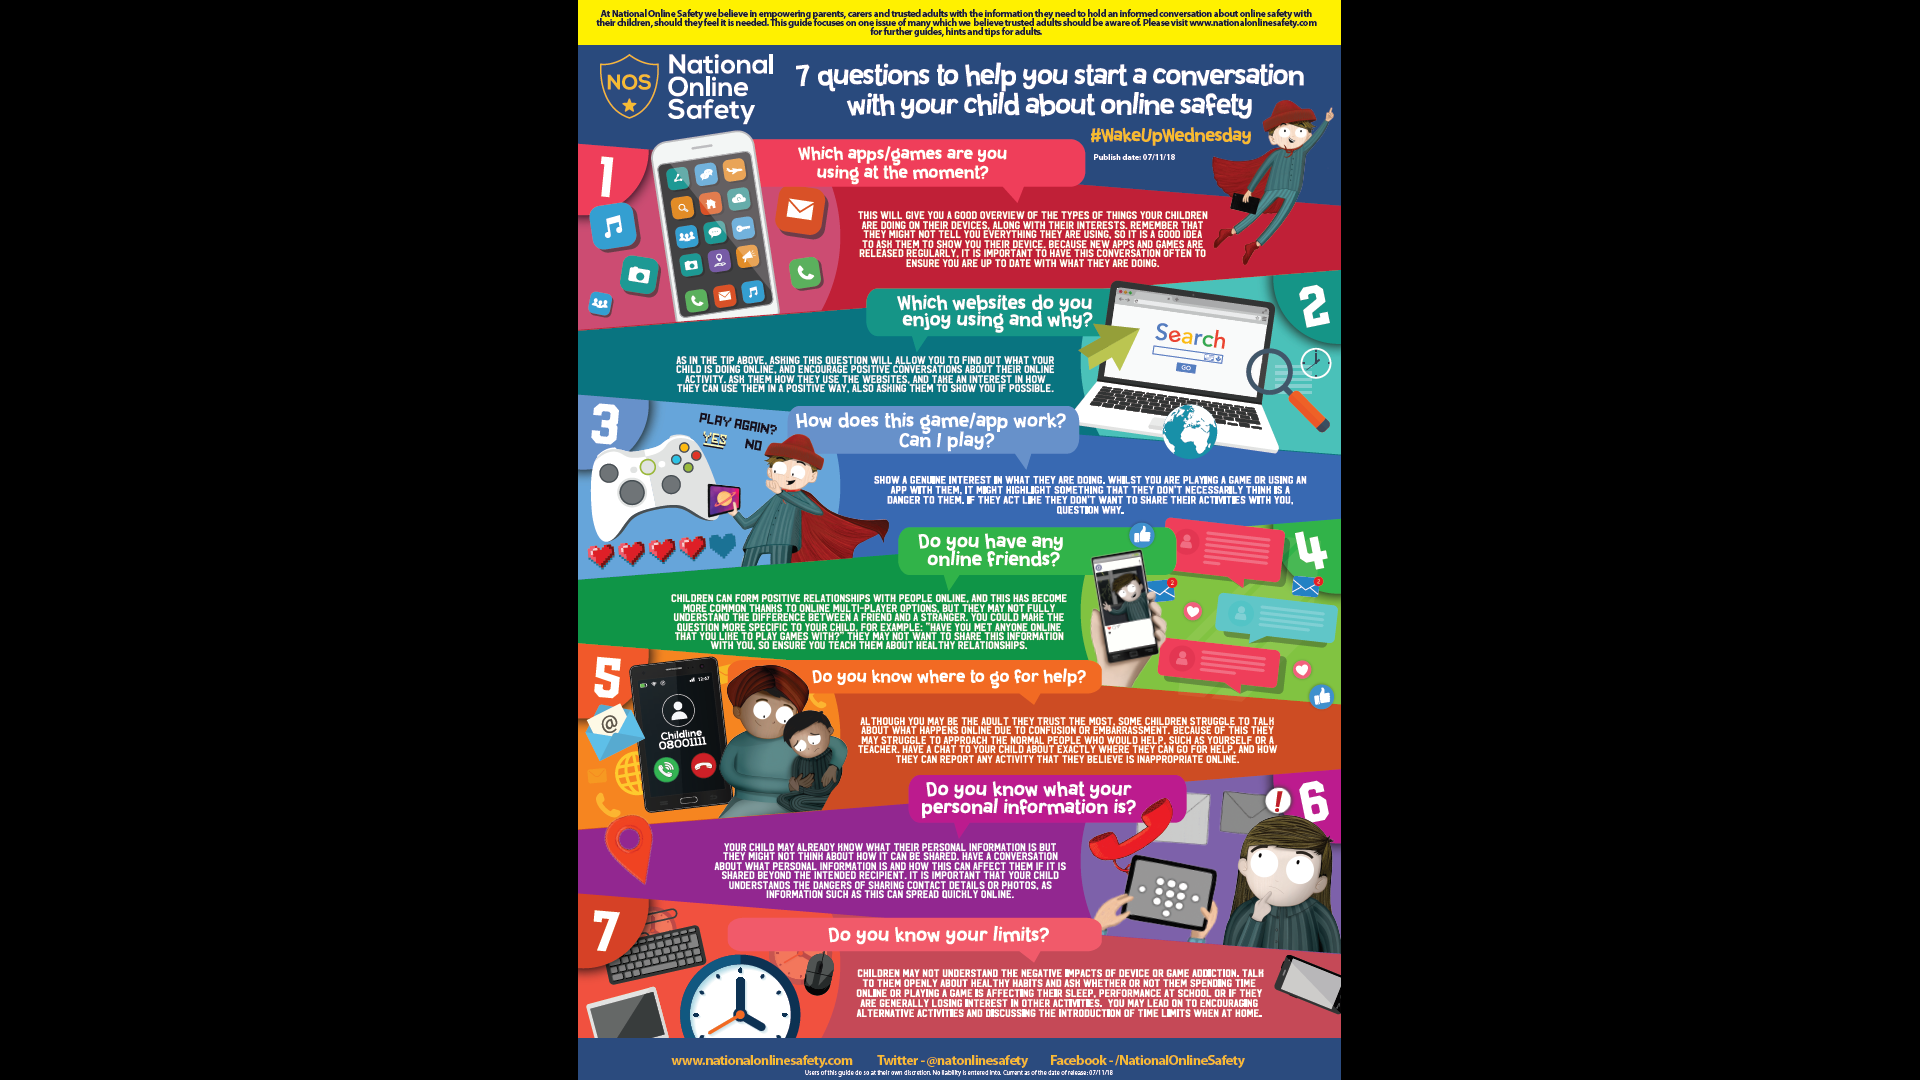 At National Online Safety we believe in empowering parents, carers and trusted adults with the information they need to hold an informed conversation about online safety with
their children, should they feel it is needed. This guide focuses on one issue of many which we believe trusted adults should be aware of. Please visit www.nationalonlinesafety.com
for further guides, hints and tips for adults.
NOS
National
Online
Safety
7 questions to help you start a conversation
with your child about online safety
#WakeUpWednesday
Publish date: 07/11/18
1
Which apps/games are you
using at the moment?
THIS WILL GIVE YOU A GOOD OVERVIEW OF THE TYPES OF THINGS YOUR CHILDREN
ARE DOING ON THEIR DEVICES, ALONG WITH THEIR INTERESTS. REMEMBER THAT
THEY MIGHT NOT TELL YOU EVERYTHING THEY ARE USING, SO IT IS A GOOD IDEA
TO ASK THEM TO SHOW YOU THEIR DEVICE. BECAUSE NEW APPS AND GAMES ARE
RELEASED REGULARLY, IT IS IMPORTANT TO HAVE THIS CONVERSATION OFTEN TO
ENSURE YOU ARE UP TO DATE WITH WHAT THEY ARE DOING.
2
Which websites do you
enjoy using and why?
Search
GO
AS IN THE TIP ABOVE, ASKING THIS QUESTION WILL ALLOW YOU TO FIND OUT WHAT YOUR
CHILD IS DOING ONLINE, AND ENCOURAGE POSITIVE CONVERSATIONS ABOUT THEIR ONLINE
ACTIVITY. ASK THEM HOW THEY USE THE WEBSITES, AND TAKE AN INTEREST IN HOW
THEY CAN USE THEM IN A POSITIVE WAY, ALSO ASKING THEM TO SHOW YOU IF POSSIBLE.
3
PLAY AGAIN?
YES NO
How does this game/app work?
Can I play?
SHOW A GENUINE INTEREST IN WHAT THEY ARE DOING. WHILST YOU ARE PLAYING A GAME OR USING AN
APP WITH THEM, IT MIGHT HIGHLIGHT SOMETHING THAT THEY DON'T NECESSARILY THINK IS A
DANGER TO THEM. IF THEY ACT LIKE THEY DON'T WANT TO SHARE THEIR ACTIVITIES WITH YOU,
QUESTION WHY.
4
Do you have any
online friends?
2
2
CHILDREN CAN FORM POSITIVE RELATIONSHIPS WITH PEOPLE ONLINE, AND THIS HAS BECOME
MORE COMMON THANKS TO ONLINE MULTI-PLAYER OPTIONS, BUT THEY MAY NOT FULLY
UNDERSTAND THE DIFFERENCE BETWEEN A FRIEND AND A STRANGER. YOU COULD MAKE THE
QUESTION MORE SPECIFIC TO YOUR CHILD, FOR EXAMPLE: "HAVE YOU MET ANYONE ONLINE
THAT YOU LIKE TO PLAY GAMES WITH?" THEY MAY NOT WANT TO SHARE THIS INFORMATION
WITH YOU, SO ENSURE YOU TEACH THEM ABOUT HEALTHY RELATIONSHIPS.
5
@
12:47
Childline
08001111
Do you know where to go for help?
ALTHOUGH YOU MAY BE THE ADULT THEY TRUST THE MOST, SOME CHILDREN STRUGGLE TO TALK
ABOUT WHAT HAPPENS ONLINE DUE TO CONFUSION OR EMBARRASSMENT. BECAUSE OF THIS THEY
MAY STRUGGLE TO APPROACH THE NORMAL PEOPLE WHO WOULD HELP, SUCH AS YOURSELF OR A
TEACHER. HAVE A CHAT TO YOUR CHILD ABOUT EXACTLY WHERE THEY CAN GO FOR HELP, AND HOW
THEY CAN REPORT ANY ACTIVITY THAT THEY BELIEVE IS INAPPROPRIATE ONLINE.
6
Do you know what your
personal information is?
!
YOUR CHILD MAY ALREADY KNOW WHAT THEIR PERSONAL INFORMATION IS BUT
THEY MIGHT NOT THINK ABOUT HOW IT CAN BE SHARED. HAVE A CONVERSATION
ABOUT WHAT PERSONAL INFORMATION IS AND HOW THIS CAN AFFECT THEM IF IT IS
SHARED BEYOND THE INTENDED RECIPIENT. IT IS IMPORTANT THAT YOUR CHILD
UNDERSTANDS THE DANGERS OF SHARING CONTACT DETAILS OR PHOTOS, AS
INFORMATION SUCH AS THIS CAN SPREAD QUICKLY ONLINE.
7
Do you know your limits?
CHILDREN MAY NOT UNDERSTAND THE NEGATIVE IMPACTS OF DEVICE OR GAME ADDICTION. TALK
TO THEM OPENLY ABOUT HEALTHY HABITS AND ASK WHETHER OR NOT THEM SPENDING TIME
ONLINE OR PLAYING A GAME IS AFFECTING THEIR SLEEP, PERFORMANCE AT SCHOOL OR IF THEY
ARE GENERALLY LOSING INTEREST IN OTHER ACTIVITIES. YOU MAY LEAD ON TO ENCOURAGING
ALTERNATIVE ACTIVITIES AND DISCUSSING THE INTRODUCTION OF TIME LIMITS WHEN AT HOME.
www.nationalonlinesafety.com Twitter - @natonlinesafety Facebook - /NationalOnlineSafety
Users of this guide do so at their own discretion. No liability is entered into. Current as of the date of release: 07/11/18